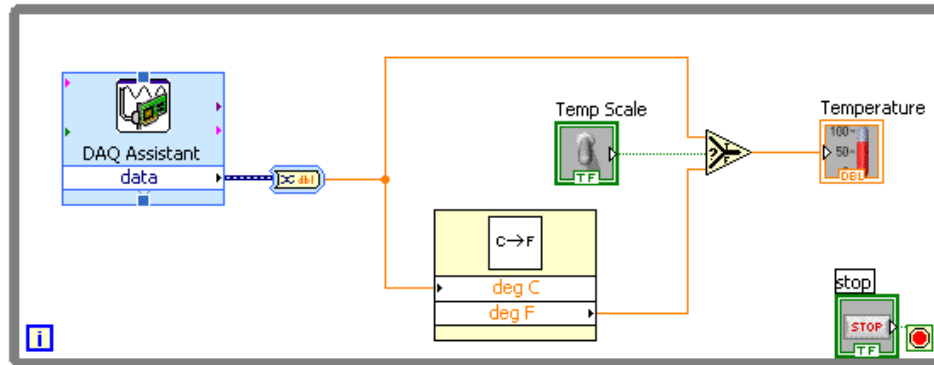 DAQ Assistant
data
dbl
Temp Scale
TF
?
Temperature
100
50
DBL
C→F
deg C
deg F
stop
STOP
TF
i